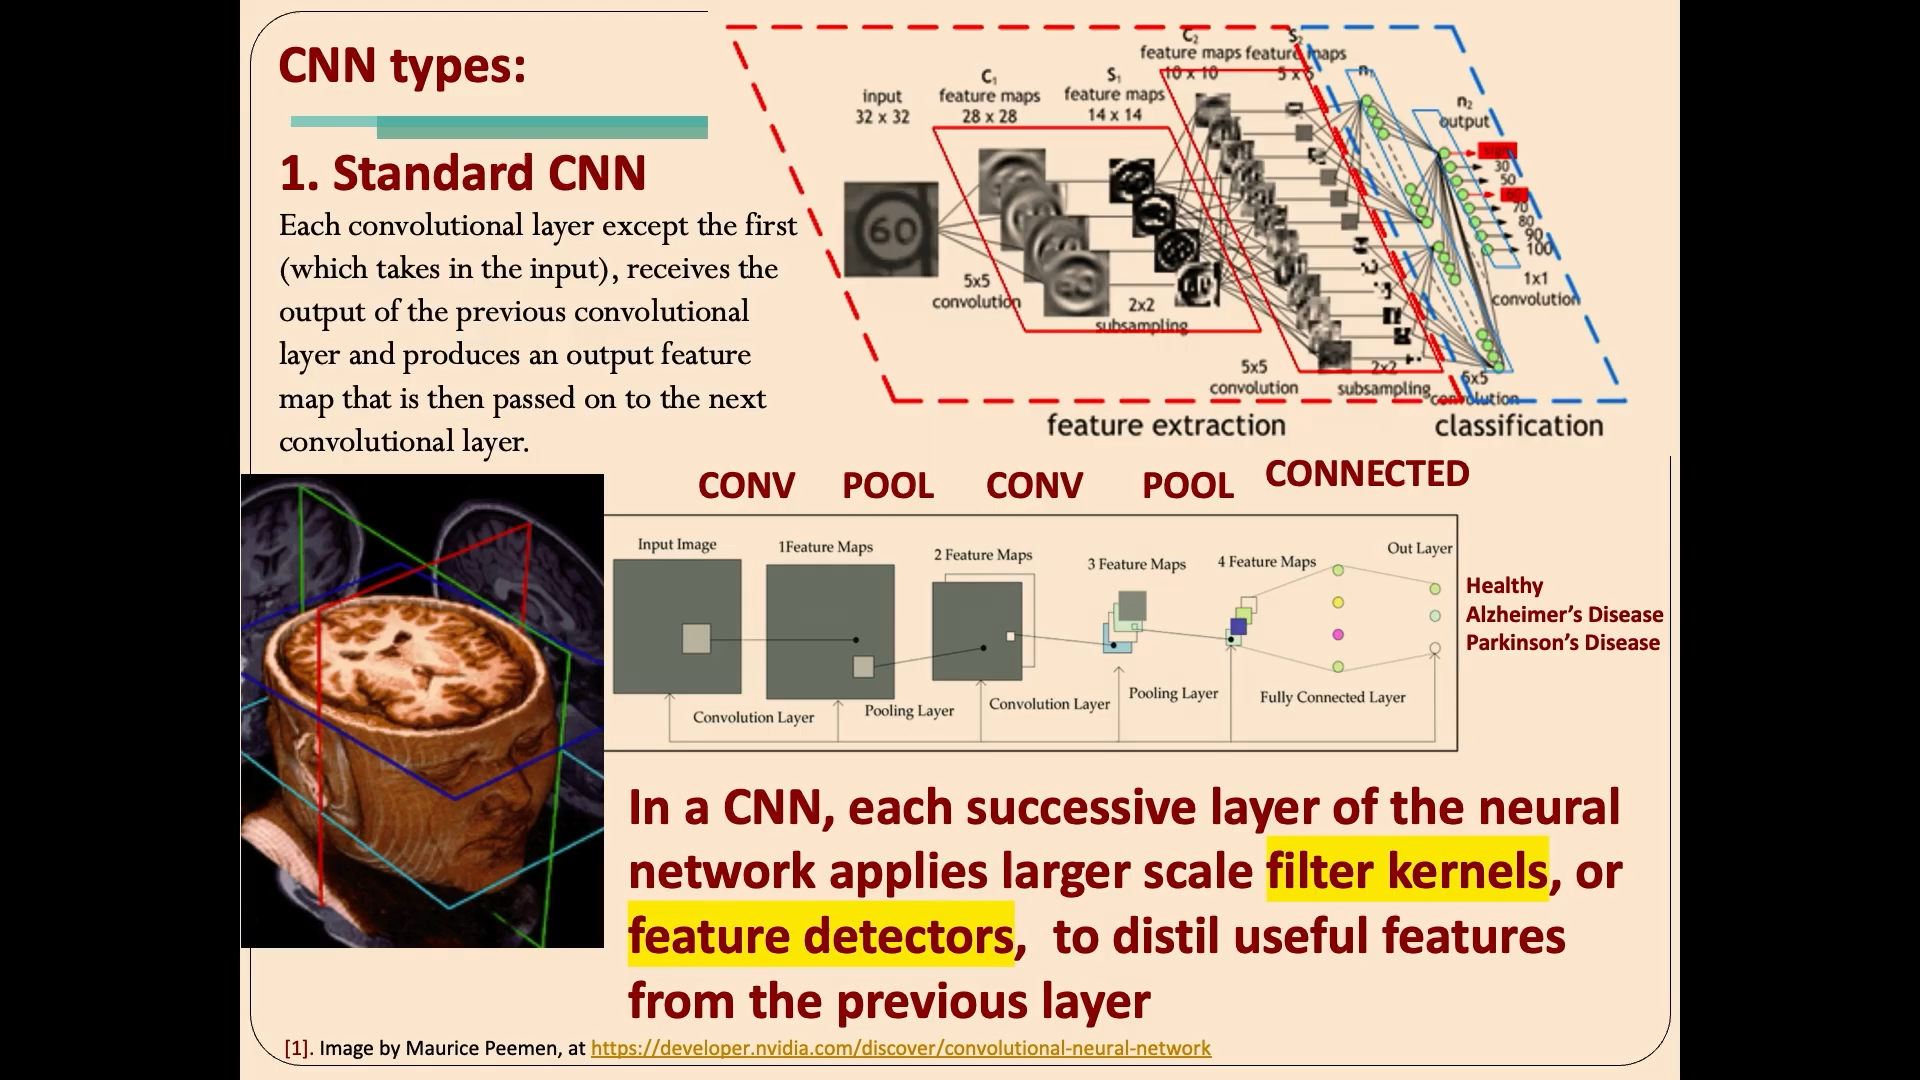 CNN types:
1. Standard CNN
Each convolutional layer except the first
(which takes in the input), receives the
output of the previous convolutional
layer and produces an output feature
map that is then passed on to the next
convolutional layer.
input
32 x 32
C₁
feature maps
28 x 28
S₁
feature maps
14 x 14
C₂
feature maps
10 x 10
S₂
feature maps
5 x 5
n₁
n₂
output
60
30
50
70
80
90
100
5x5
convolution
2x2
subsampling
5x5
convolution
2x2
subsampling
5x5
convolution
1x1
convolution
feature extraction
classification
CONV POOL CONV POOL CONNECTED
Input Image
1Feature Maps
2 Feature Maps
3 Feature Maps
4 Feature Maps
Out Layer
Convolution Layer
Pooling Layer
Convolution Layer
Pooling Layer
Fully Connected Layer
Healthy
Alzheimer’s Disease
Parkinson’s Disease
In a CNN, each successive layer of the neural
network applies larger scale filter kernels, or
feature detectors, to distil useful features
from the previous layer
[1]. Image by Maurice Peemen, at https://developer.nvidia.com/discover/convolutional-neural-network